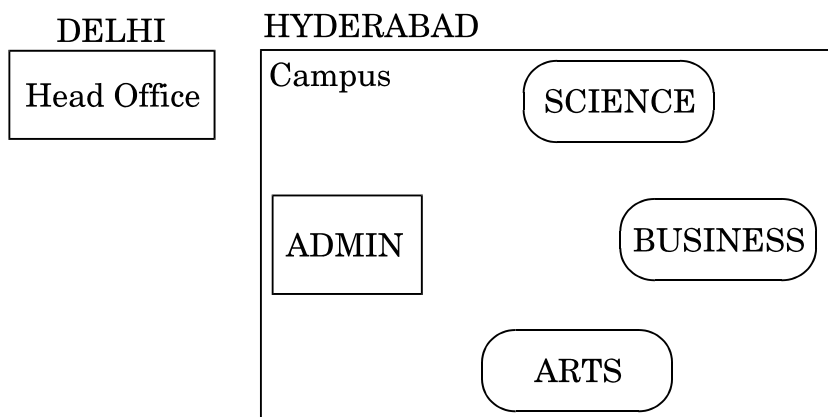 DELHI
Head Office
HYDERABAD
Campus
SCIENCE
ADMIN
BUSINESS
ARTS